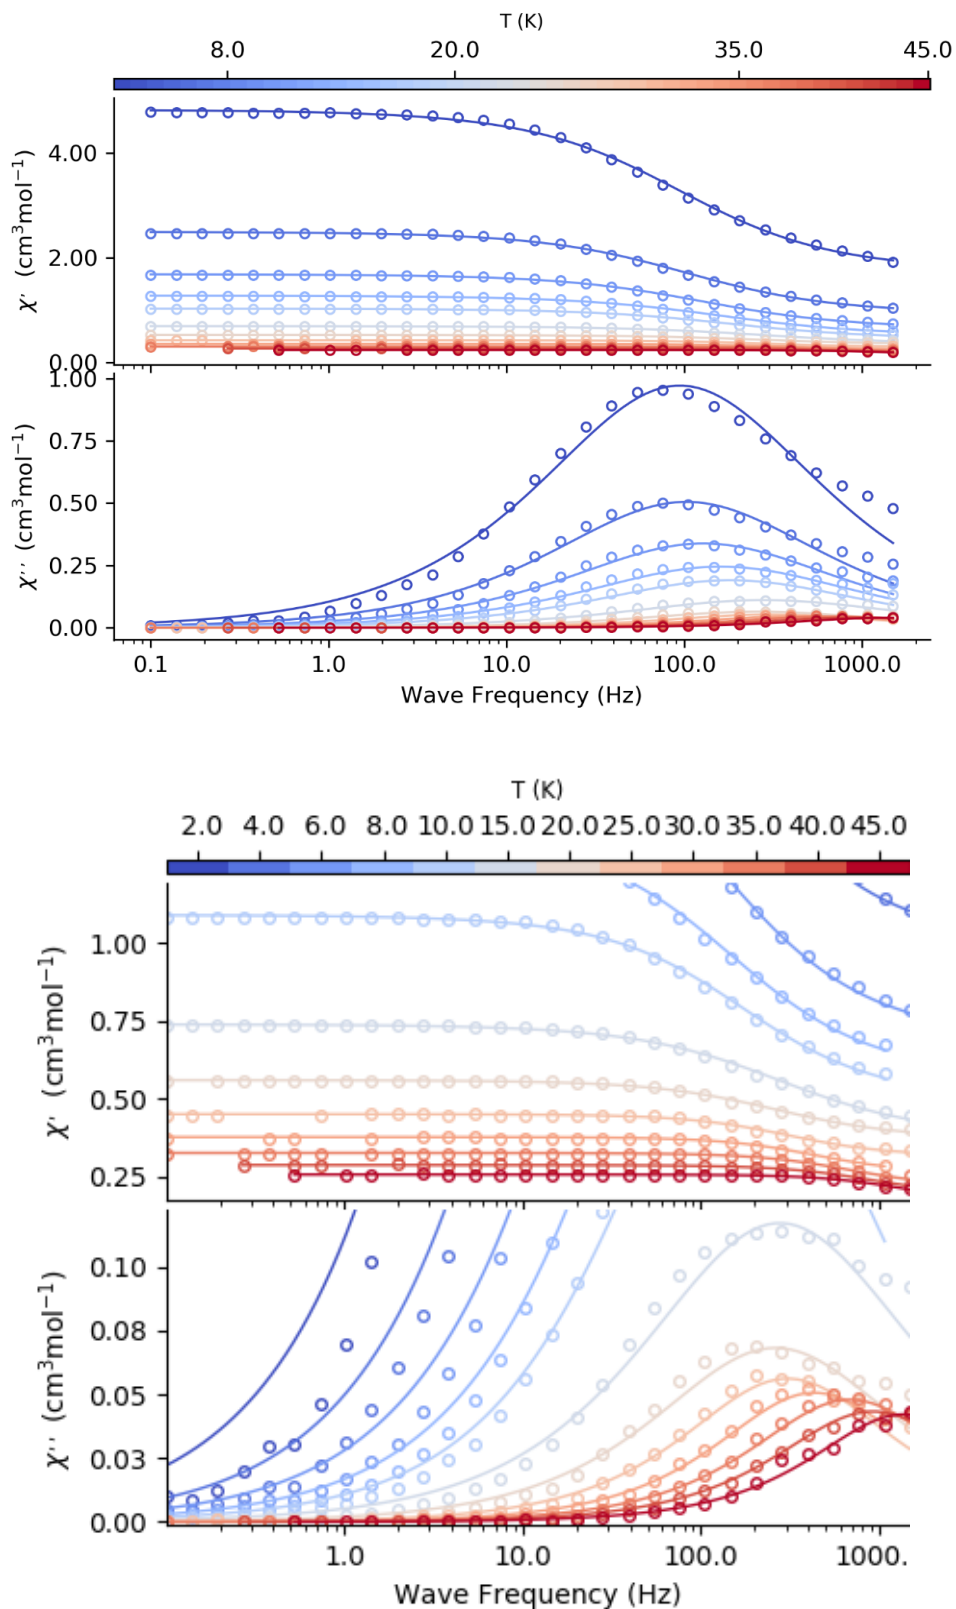 T (K)
8.0 20.0 35.0 45.0
4.00
2.00
0.00
χ′ (cm³mol⁻¹)
1.00
0.75
0.50
0.25
0.00
χ′′ (cm³mol⁻¹)
0.1 1.0 10.0 100.0 1000.0
Wave Frequency (Hz)
T (K)
2.0 4.0 6.0 8.0 10.0 15.0 20.0 25.0 30.0 35.0 40.0 45.0
1.00
0.75
0.50
0.25
χ′ (cm³mol⁻¹)
0.10
0.08
0.05
0.03
0.00
χ′′ (cm³mol⁻¹)
1.0 10.0 100.0 1000.
Wave Frequency (Hz)